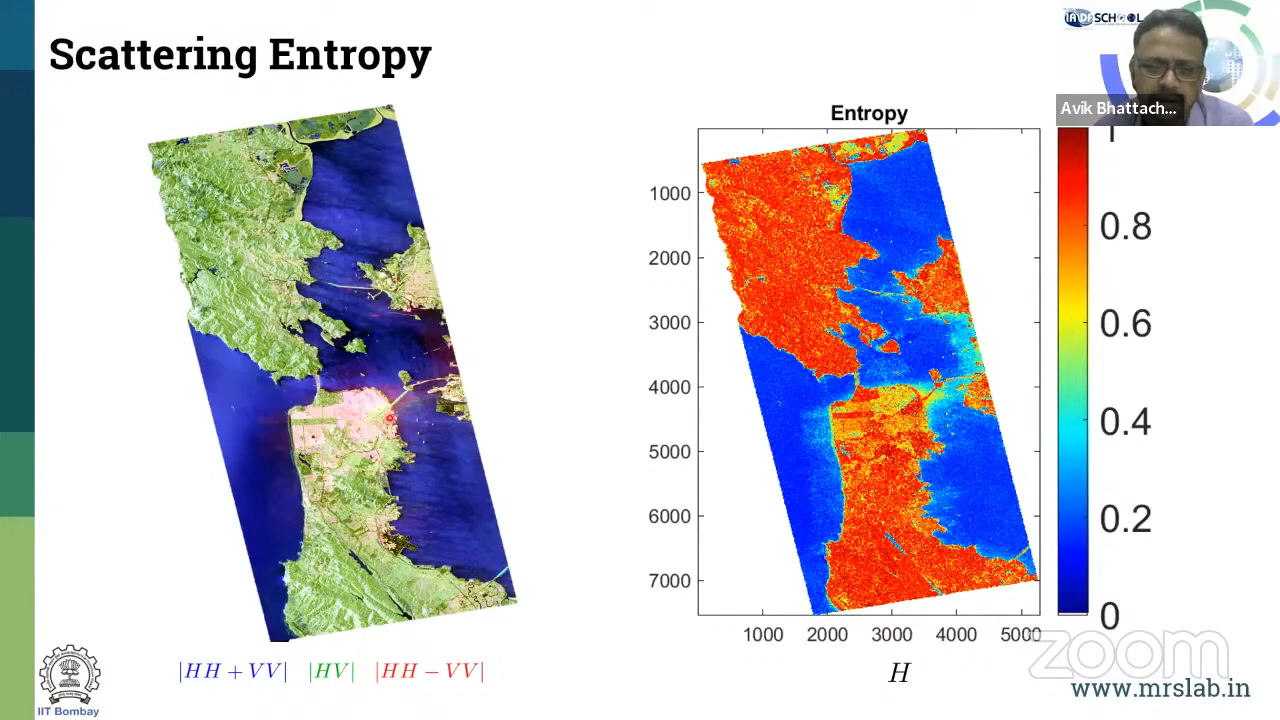 Scattering Entropy
IADF SCHOOL
Avik Bhattach...
Entropy
1
0.8
0.6
0.4
0.2
0
1000
2000
3000
4000
5000
6000
7000
1000 2000 3000 4000 5000
|HH + VV| |HV| |HH − VV|
H
IIT Bombay
zoom
www.mrslab.in